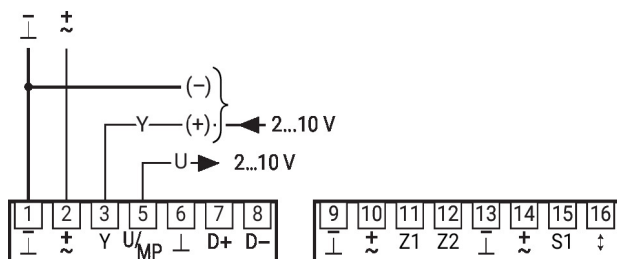 ⊥ ~
− +
(−)
Y (+) 2...10 V
U 2...10 V
1 2 3 5 6 7 8 9 10 11 12 13 14 15 16
⊥ ~ Y U/MP ⊥ D+ D− ⊥ ~ Z1 Z2 ⊥ ~ S1 ↕